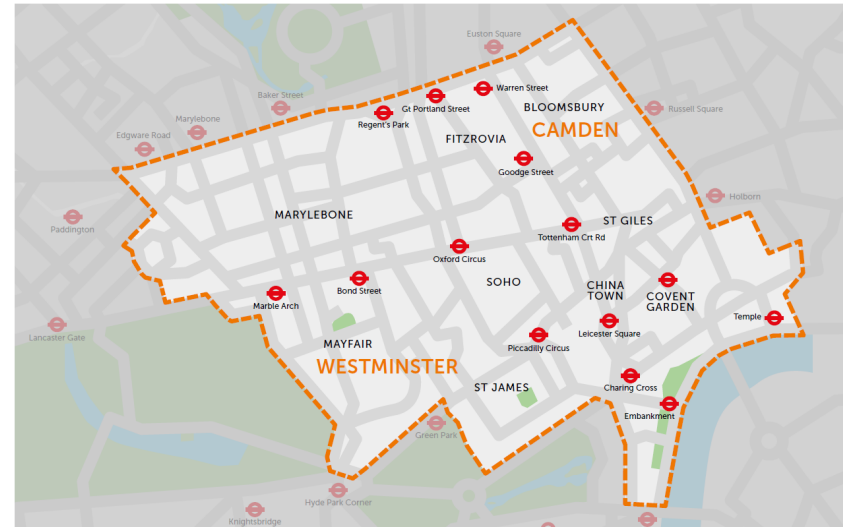 Euston Square
Baker Street
Warren Street
Gt Portland Street
BLOOMSBURY
Russell Square
Regent's Park
Marylebone
CAMDEN
Edgware Road
FITZROVIA
Goodge Street
Holborn
MARYLEBONE
ST GILES
Paddington
Tottenham Crt Rd
Oxford Circus
SOHO
CHINA
TOWN
Bond Street
COVENT
GARDEN
Marble Arch
Temple
Lancaster Gate
Leicester Square
MAYFAIR
Piccadilly Circus
WESTMINSTER
ST JAMES
Charing Cross
Embankment
Green Park
Hyde Park Corner
Knightsbridge